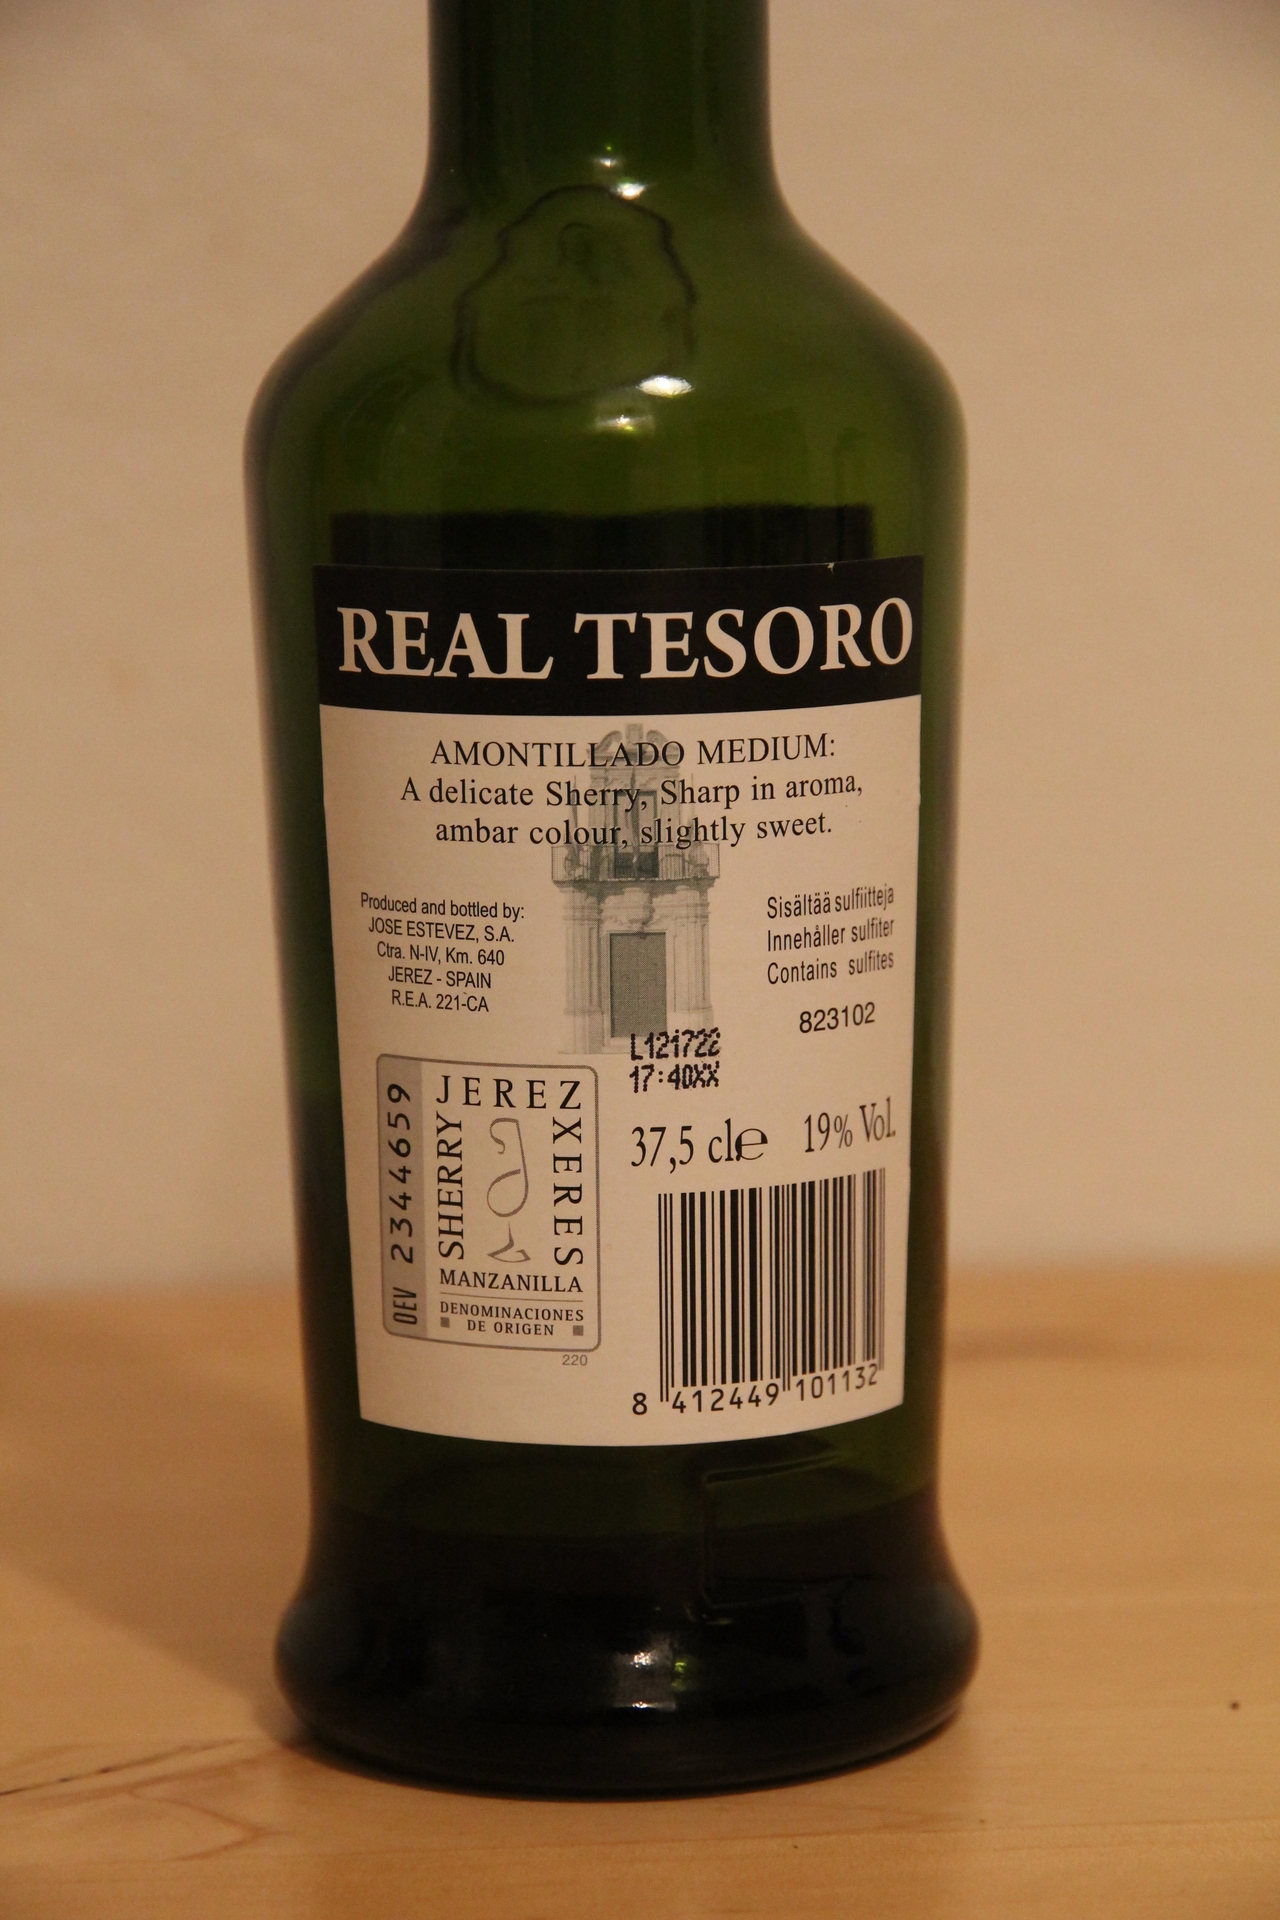 REAL TESORO
AMONTILLADO MEDIUM:
A delicate Sherry, Sharp in aroma,
ambar colour, slightly sweet.
Produced and bottled by:
JOSE ESTEVEZ, S.A.
Ctra. N-IV, Km. 640
JEREZ - SPAIN
R.E.A. 221-CA
Sisältää sulfiitteja
Innehåller sulfiter
Contains sulfites
823102
L121722
17:40XX
37,5 cl e 19% Vol.
OEV 2344659
JEREZ
XERES
SHERRY
MANZANILLA
DENOMINACIONES
DE ORIGEN
220
8 412449 101132